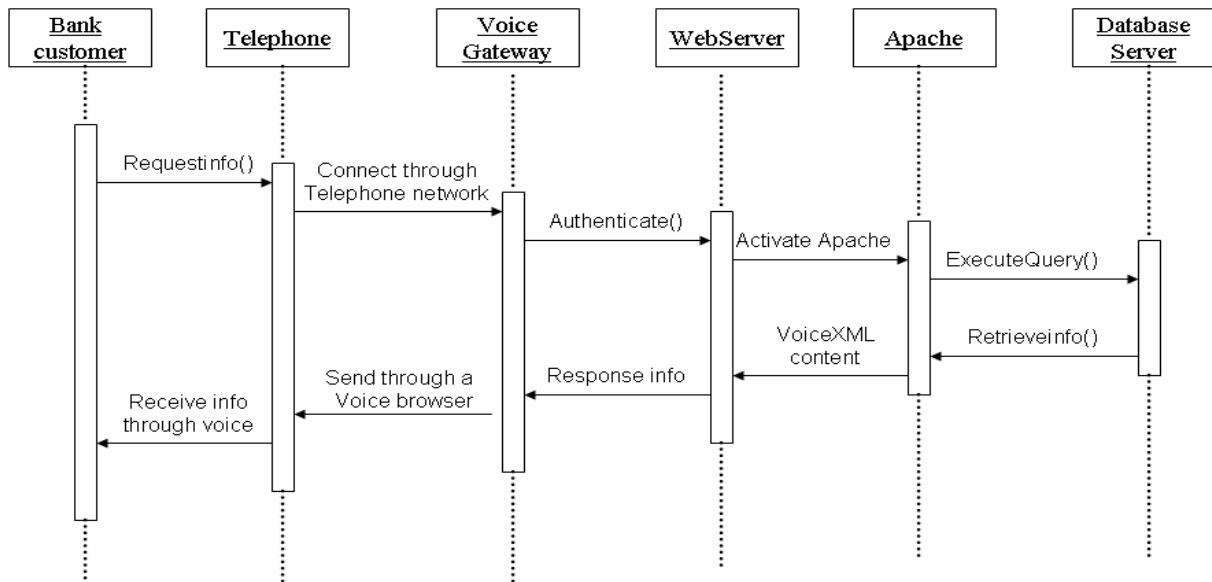 Bank
customer
Telephone
Voice
Gateway
WebServer
Apache
Database
Server
Requestinfo()
Connect through
Telephone network
Authenticate()
Activate Apache
ExecuteQuery()
Retrieveinfo()
VoiceXML
content
Response info
Send through a
Voice browser
Receive info
through voice